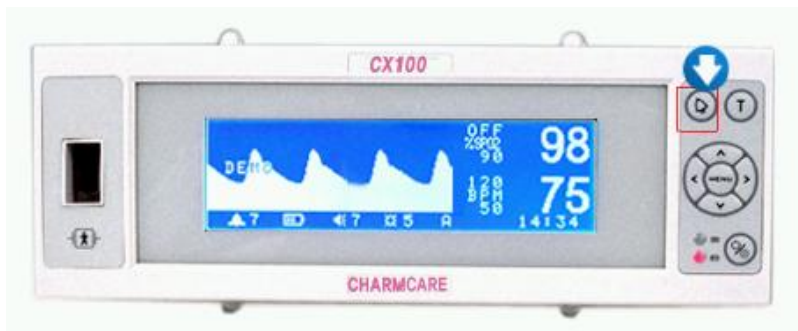 CX100
T
OFF
%SPO2
90
98
DEMO
120
BPM
50
75
7
7
5
A
14:34
MENU
CHARMCARE